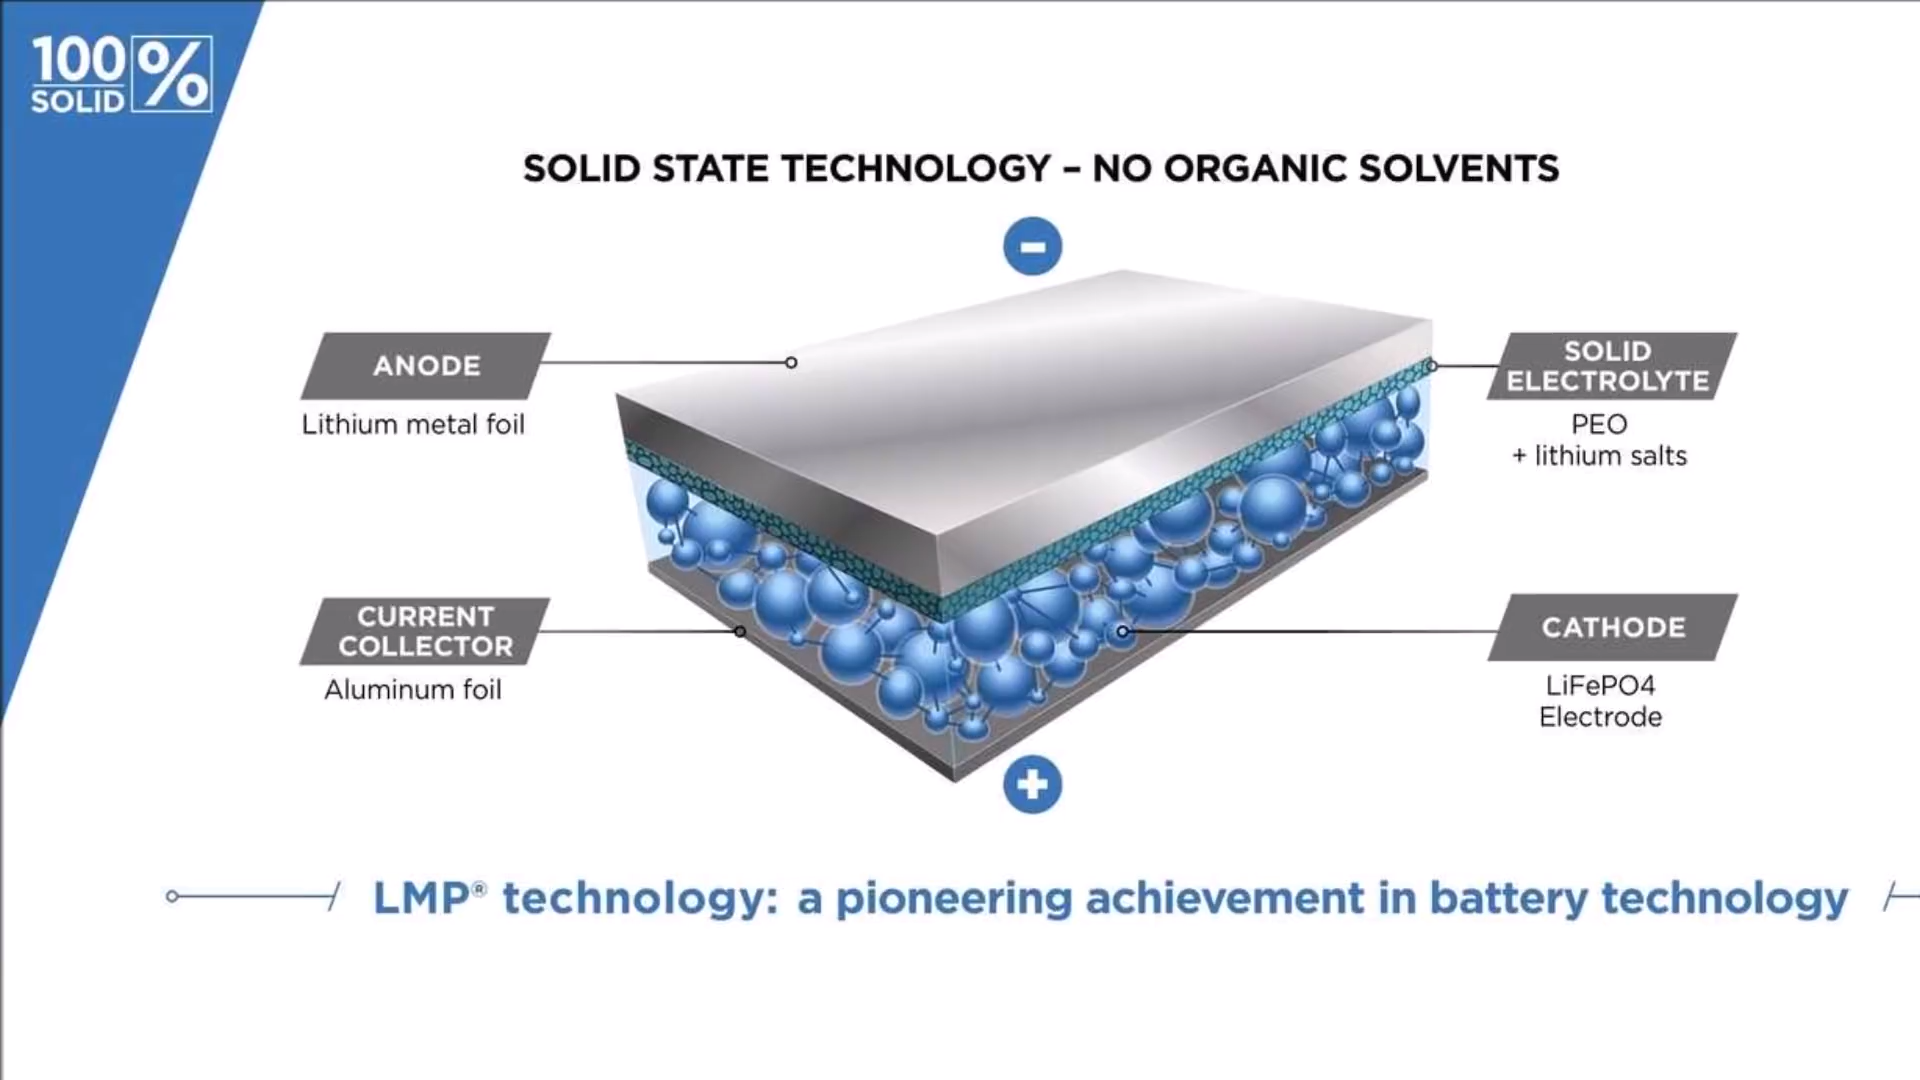 100%
SOLID
SOLID STATE TECHNOLOGY – NO ORGANIC SOLVENTS
ANODE
Lithium metal foil
SOLID
ELECTROLYTE
PEO
+ lithium salts
CURRENT
COLLECTOR
Aluminum foil
CATHODE
LiFePO4
Electrode
LMP® technology: a pioneering achievement in battery technology